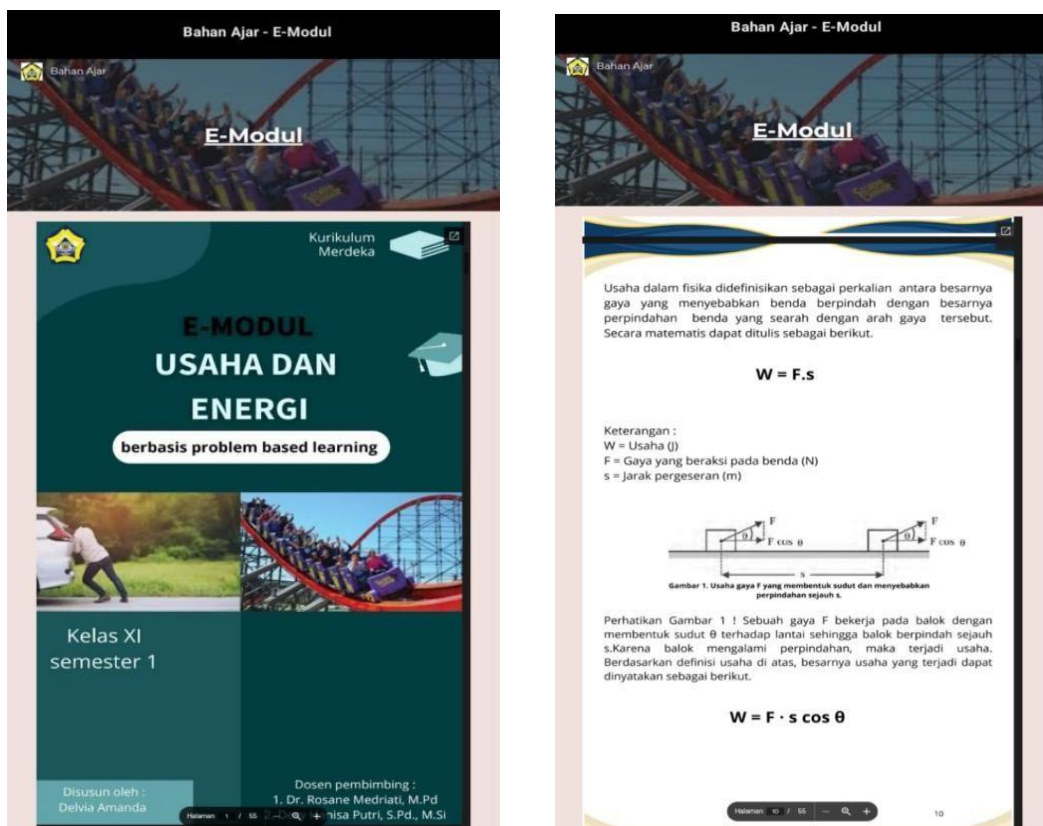 Bahan Ajar - E-Modul
Bahan Ajar
E-Modul
Kurikulum
Merdeka
E-MODUL
USAHA DAN
ENERGI
berbasis problem based learning
Kelas XI
semester 1
Disusun oleh :
Delvia Amanda
Dosen pembimbing :
1. Dr. Rosane Medriati, M.Pd
nisa Putri, S.Pd., M.Si
Halaman 1 / 55 — +
Bahan Ajar - E-Modul
Bahan Ajar
E-Modul
Usaha dalam fisika didefinisikan sebagai perkalian antara besarnya
gaya yang menyebabkan benda berpindah dengan besarnya
perpindahan benda yang searah dengan arah gaya tersebut.
Secara matematis dapat ditulis sebagai berikut.
W = F.s
Keterangan :
W = Usaha (J)
F = Gaya yang beraksi pada benda (N)
s = Jarak pergeseran (m)
F F
θ F cos θ θ F cos θ
s
Gambar 1. Usaha gaya F yang membentuk sudut dan menyebabkan
perpindahan sejauh s.
Perhatikan Gambar 1 ! Sebuah gaya F bekerja pada balok dengan
membentuk sudut θ terhadap lantai sehingga balok berpindah sejauh
s.Karena balok mengalami perpindahan, maka terjadi usaha.
Berdasarkan definisi usaha di atas, besarnya usaha yang terjadi dapat
dinyatakan sebagai berikut.
W = F · s cos θ
Halaman 10 / 55 — +
10